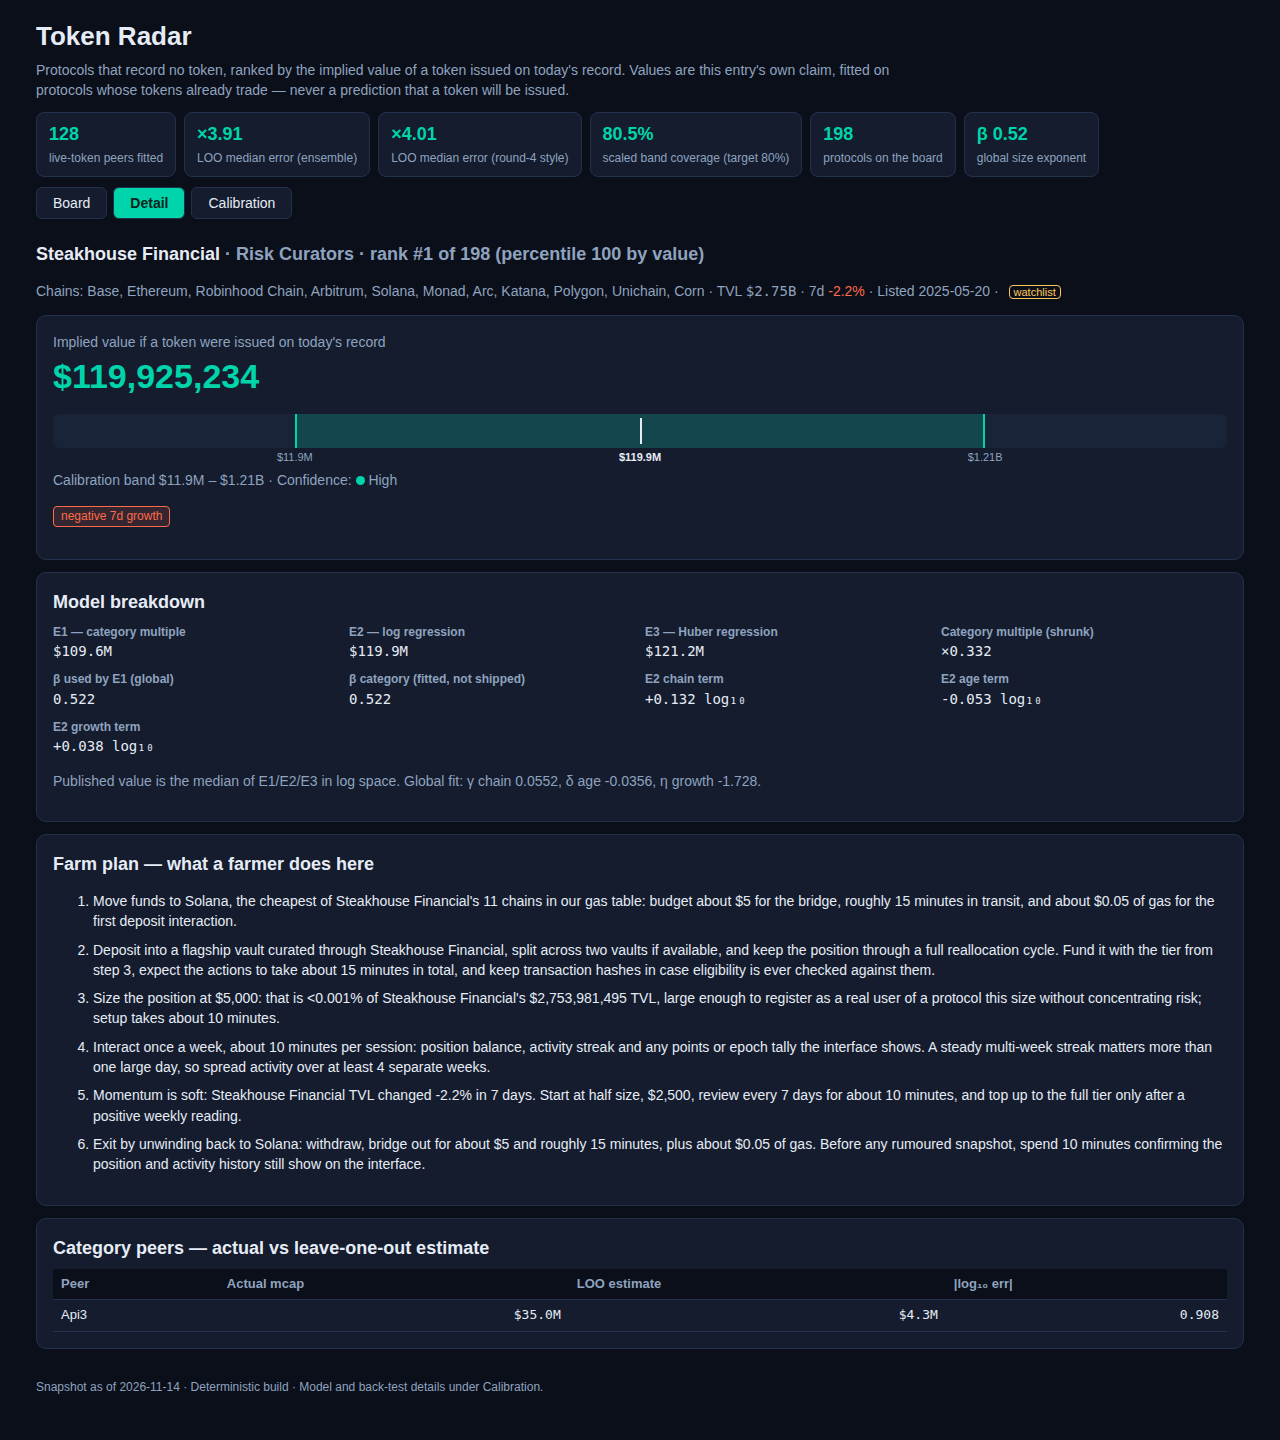 Token Radar
Protocols that record no token, ranked by the implied value of a token issued on today's record. Values are this entry's own claim, fitted on
protocols whose tokens already trade — never a prediction that a token will be issued.
128
live-token peers fitted
×3.91
LOO median error (ensemble)
×4.01
LOO median error (round-4 style)
80.5%
scaled band coverage (target 80%)
198
protocols on the board
β 0.52
global size exponent
Board
Detail
Calibration
Steakhouse Financial · Risk Curators · rank #1 of 198 (percentile 100 by value)
Chains: Base, Ethereum, Robinhood Chain, Arbitrum, Solana, Monad, Arc, Katana, Polygon, Unichain, Corn · TVL $2.75B · 7d -2.2% · Listed 2025-05-20 · watchlist
Implied value if a token were issued on today's record
$119,925,234
$11.9M $119.9M $1.21B
Calibration band $11.9M – $1.21B · Confidence: High
negative 7d growth
Model breakdown
E1 — category multiple
$109.6M
E2 — log regression
$119.9M
E3 — Huber regression
$121.2M
Category multiple (shrunk)
×0.332
β used by E1 (global)
0.522
β category (fitted, not shipped)
0.522
E2 chain term
+0.132 log₁₀
E2 age term
-0.053 log₁₀
E2 growth term
+0.038 log₁₀
Published value is the median of E1/E2/E3 in log space. Global fit: γ chain 0.0552, δ age -0.0356, η growth -1.728.
Farm plan — what a farmer does here
1. Move funds to Solana, the cheapest of Steakhouse Financial's 11 chains in our gas table: budget about $5 for the bridge, roughly 15 minutes in transit, and about $0.05 of gas for the
first deposit interaction.
2. Deposit into a flagship vault curated through Steakhouse Financial, split across two vaults if available, and keep the position through a full reallocation cycle. Fund it with the tier from
step 3, expect the actions to take about 15 minutes in total, and keep transaction hashes in case eligibility is ever checked against them.
3. Size the position at $5,000: that is <0.001% of Steakhouse Financial's $2,753,981,495 TVL, large enough to register as a real user of a protocol this size without concentrating risk;
setup takes about 10 minutes.
4. Interact once a week, about 10 minutes per session: position balance, activity streak and any points or epoch tally the interface shows. A steady multi-week streak matters more than
one large day, so spread activity over at least 4 separate weeks.
5. Momentum is soft: Steakhouse Financial TVL changed -2.2% in 7 days. Start at half size, $2,500, review every 7 days for about 10 minutes, and top up to the full tier only after a
positive weekly reading.
6. Exit by unwinding back to Solana: withdraw, bridge out for about $5 and roughly 15 minutes, plus about $0.05 of gas. Before any rumoured snapshot, spend 10 minutes confirming the
position and activity history still show on the interface.
Category peers — actual vs leave-one-out estimate
Peer Actual mcap LOO estimate |log₁₀ err|
Api3 $35.0M $4.3M 0.908
Snapshot as of 2026-11-14 · Deterministic build · Model and back-test details under Calibration.